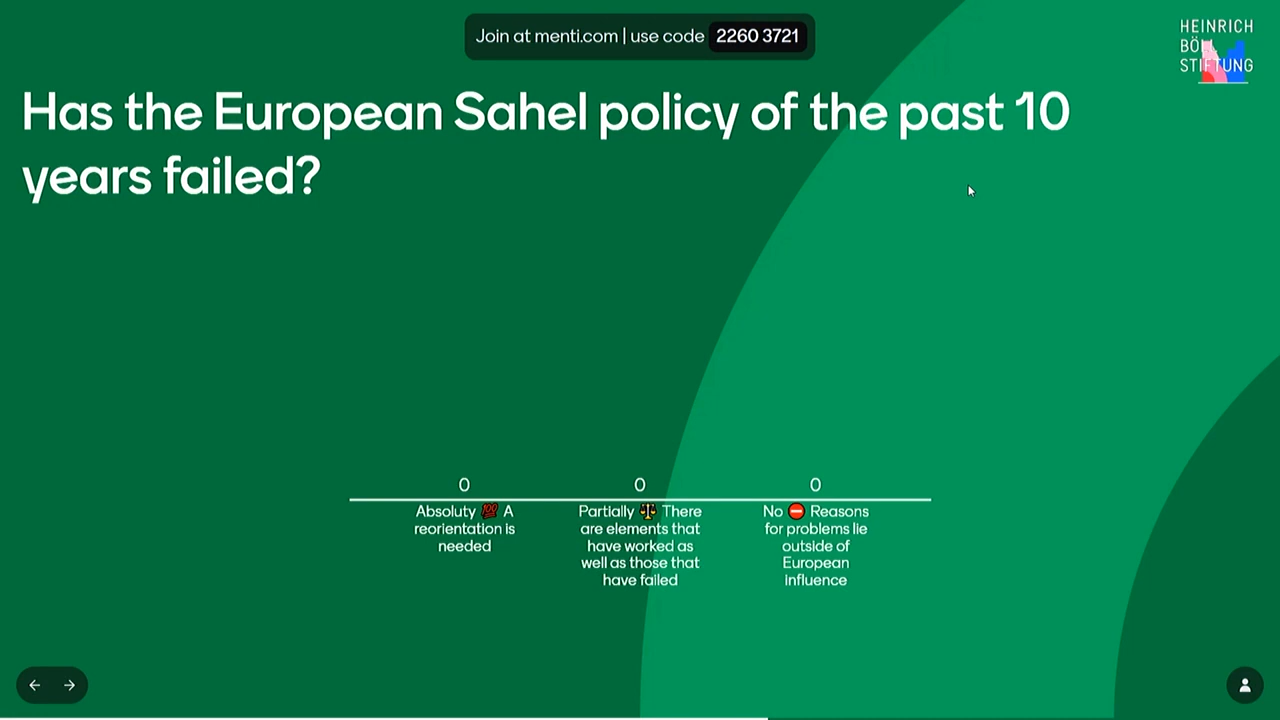 Join at menti.com | use code 2260 3721
HEINRICH
BÖLL
STIFTUNG
Has the European Sahel policy of the past 10
years failed?
0
0
0
Absoluty 💯 A
reorientation is
needed
Partially ⚖️ There
are elements that
have worked as
well as those that
have failed
No ⛔ Reasons
for problems lie
outside of
European
influence